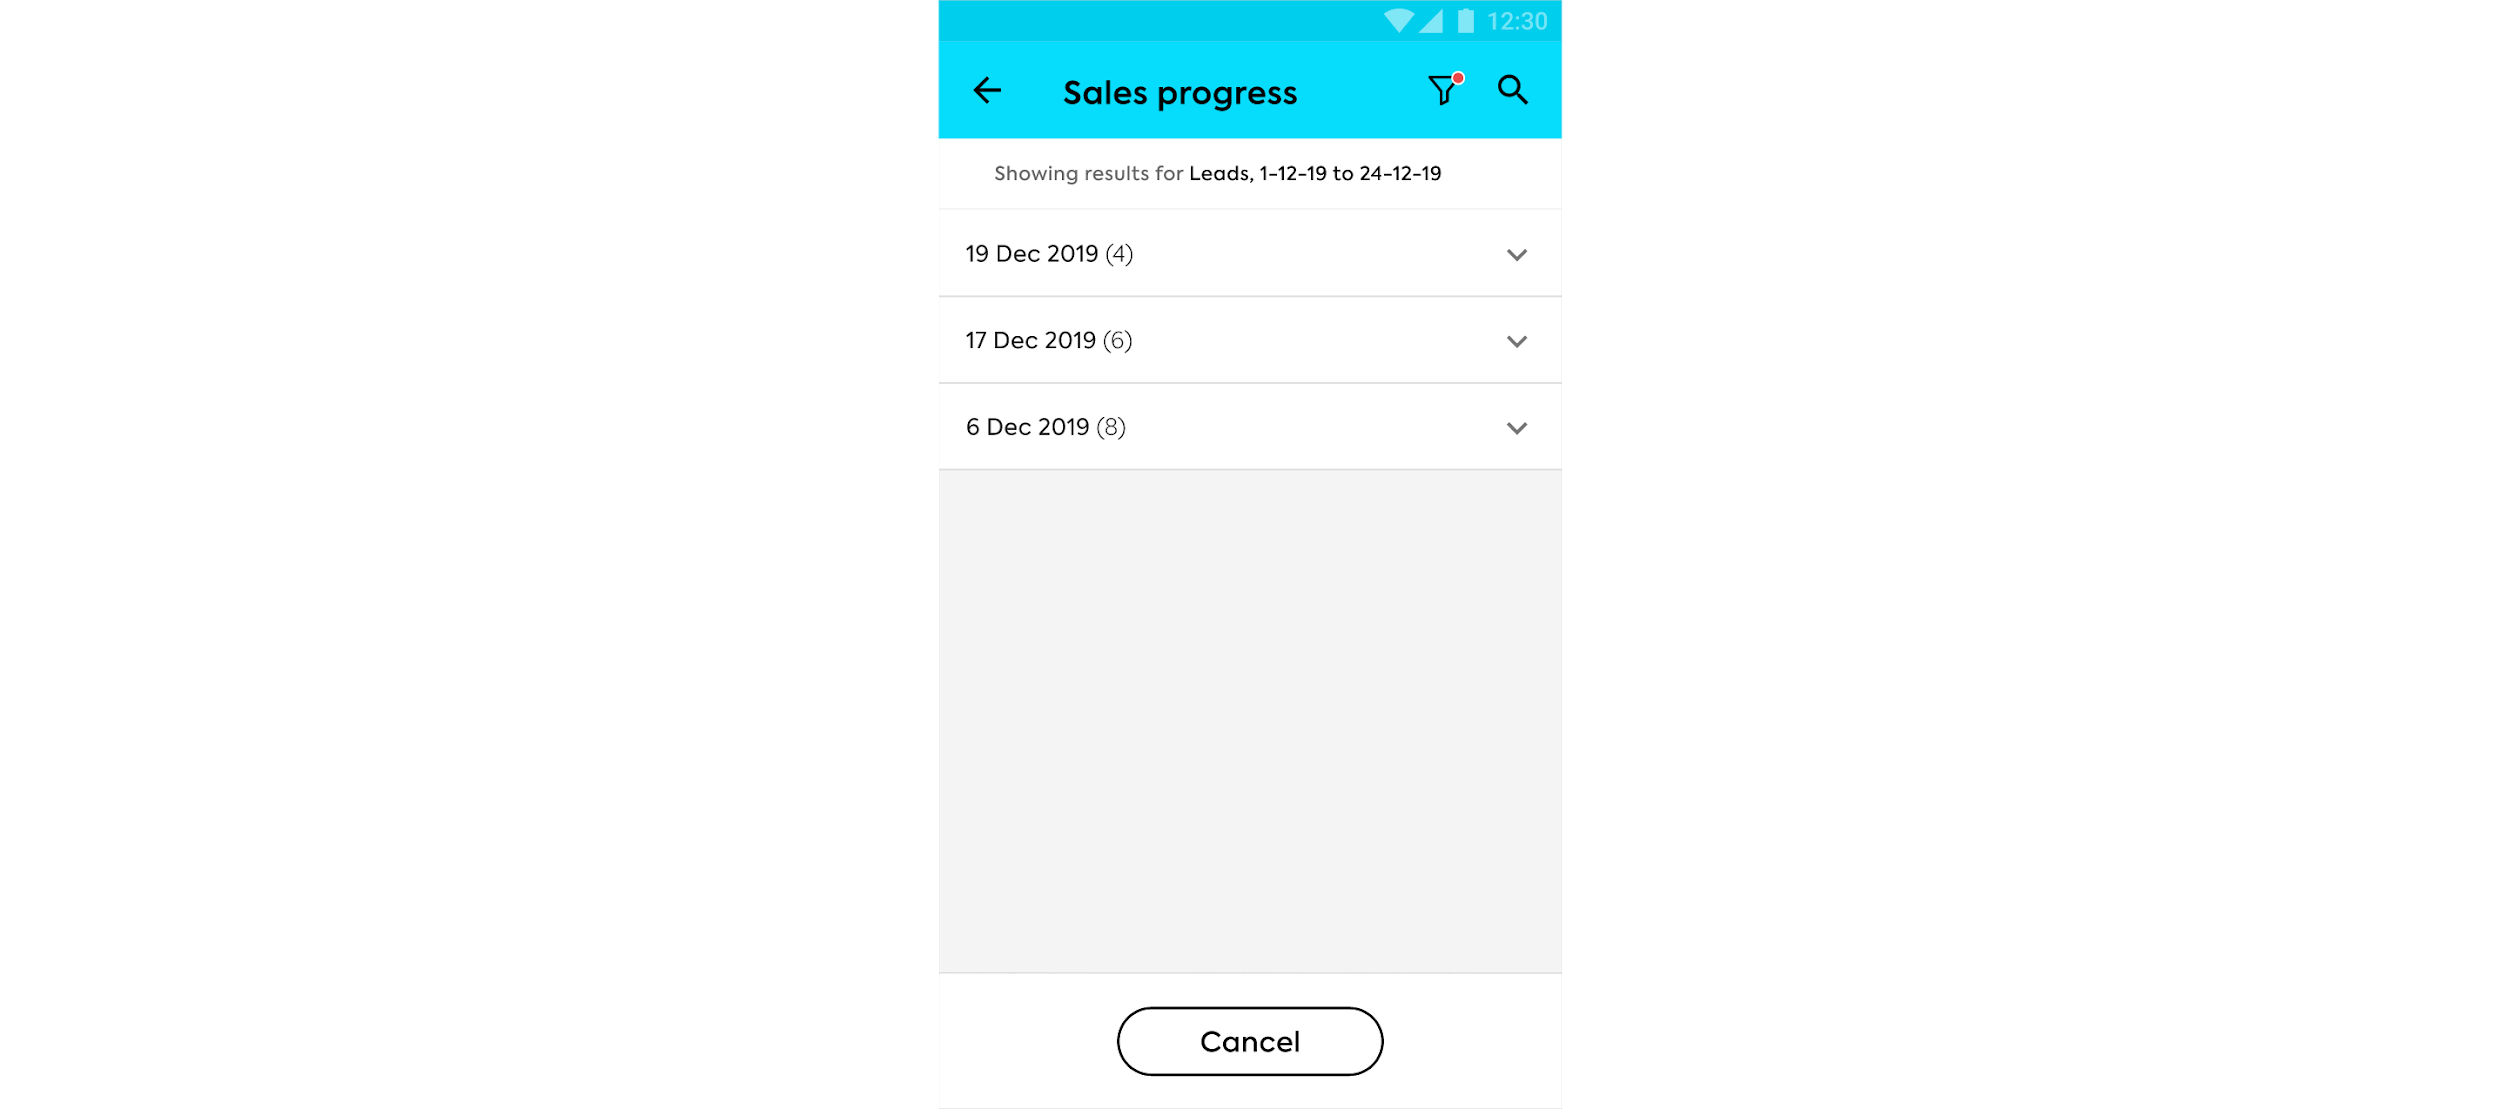 12:30
Sales progress
Showing results for Leads, 1-12-19 to 24-12-19
19 Dec 2019 (4)
17 Dec 2019 (6)
6 Dec 2019 (8)
Cancel